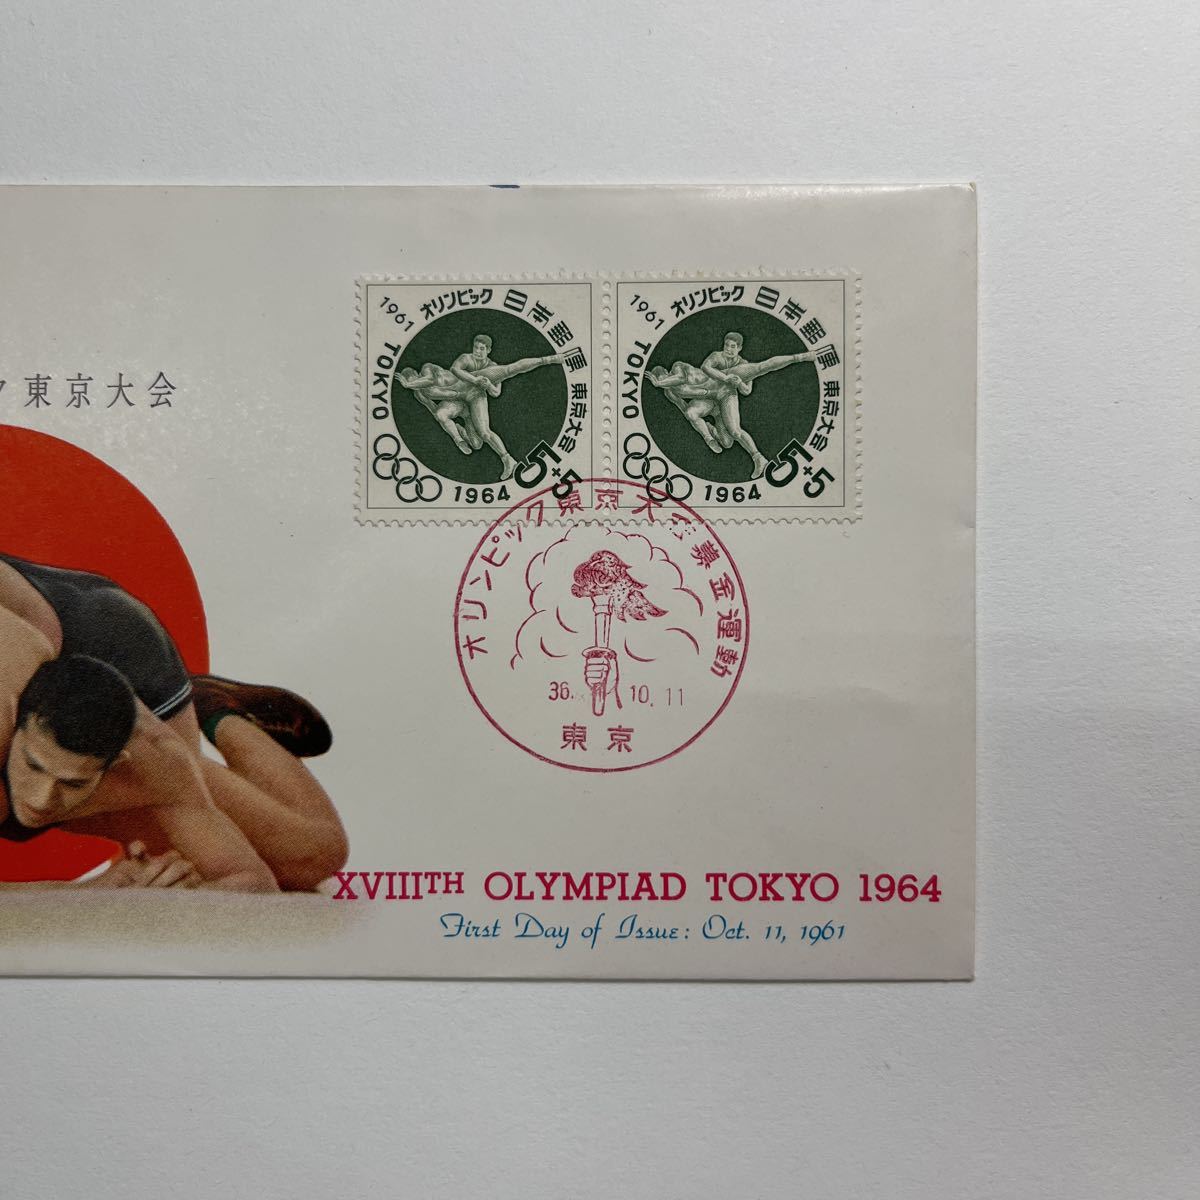 ク東京大会
1961 オリンピック 日本郵便 東京大会
TOKYO
1964
5+5
1961 オリンピック 日本郵便 東京大会
TOKYO
1964
5+5
オリンピック東京大会募金運動
36. 10.11
東京
XVIIITH OLYMPIAD TOKYO 1964
First Day of Issue: Oct. 11, 1961